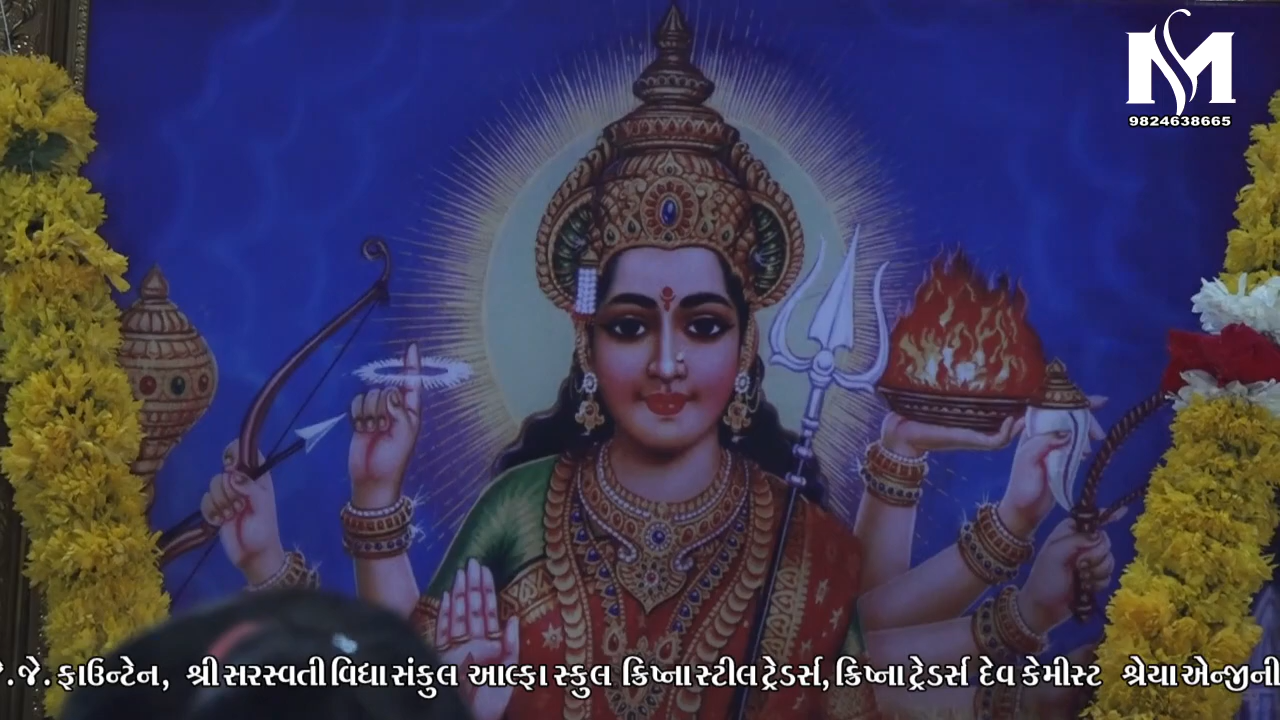 M
9824638665
જે. ફાઉન્ટેન, શ્રી સરસ્વતી વિદ્યા સંકુલ આલ્ફા સ્કુલ ક્રિષ્ના સ્ટીલ ટ્રેડર્સ, ક્રિષ્ના ટ્રેડર્સ દેવ કેમીસ્ટ શ્રેયા એન્જીની